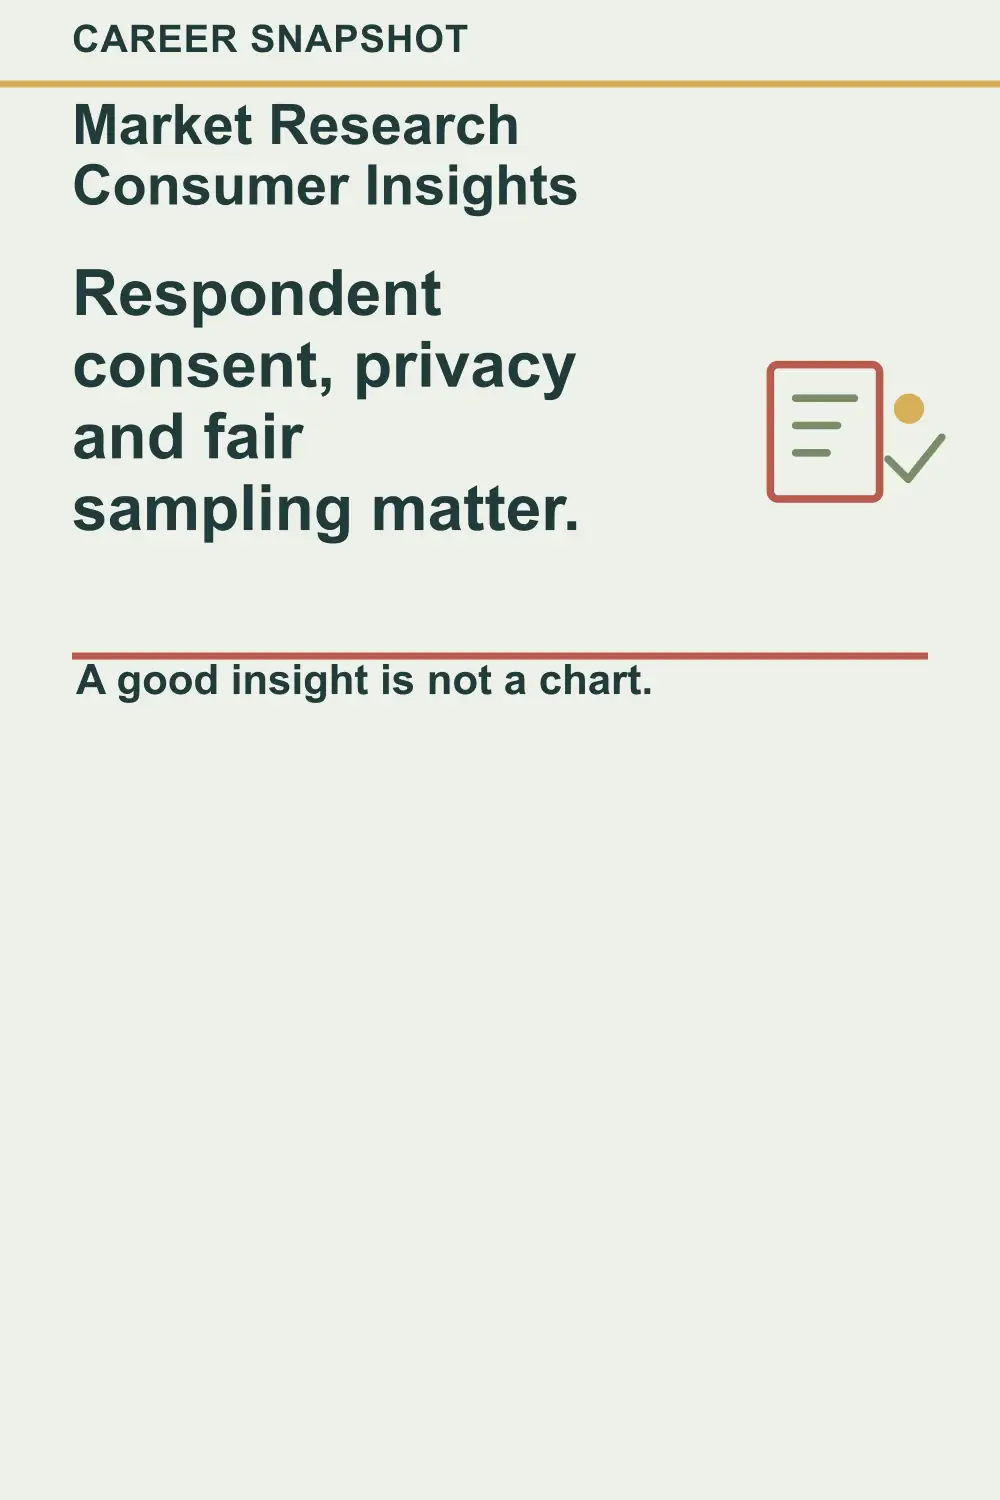 CAREER SNAPSHOT
Market Research
Consumer Insights
Respondent
consent, privacy
and fair
sampling matter.
A good insight is not a chart.